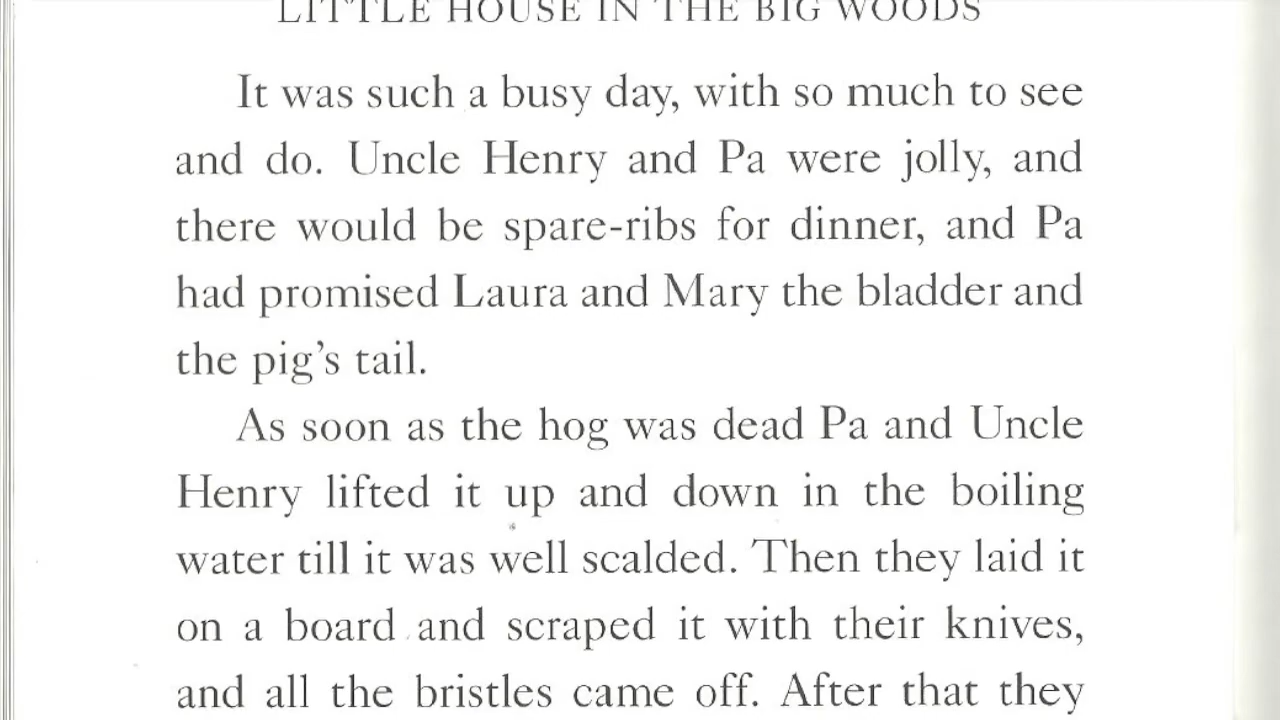 LITTLE HOUSE IN THE BIG WOODS
It was such a busy day, with so much to see
and do. Uncle Henry and Pa were jolly, and
there would be spare-ribs for dinner, and Pa
had promised Laura and Mary the bladder and
the pig’s tail.
As soon as the hog was dead Pa and Uncle
Henry lifted it up and down in the boiling
water till it was well scalded. Then they laid it
on a board and scraped it with their knives,
and all the bristles came off. After that they